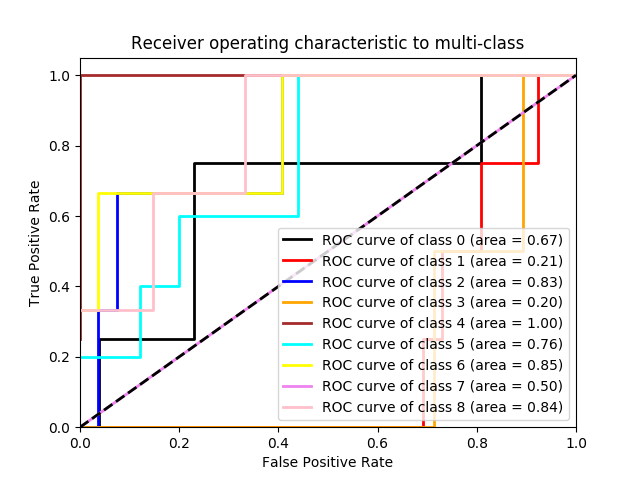 Receiver operating characteristic to multi-class
1.0
0.8
0.6
0.4
0.2
0.0
True Positive Rate
ROC curve of class 0 (area = 0.67)
ROC curve of class 1 (area = 0.21)
ROC curve of class 2 (area = 0.83)
ROC curve of class 3 (area = 0.20)
ROC curve of class 4 (area = 1.00)
ROC curve of class 5 (area = 0.76)
ROC curve of class 6 (area = 0.85)
ROC curve of class 7 (area = 0.50)
ROC curve of class 8 (area = 0.84)
0.0 0.2 0.4 0.6 0.8 1.0
False Positive Rate